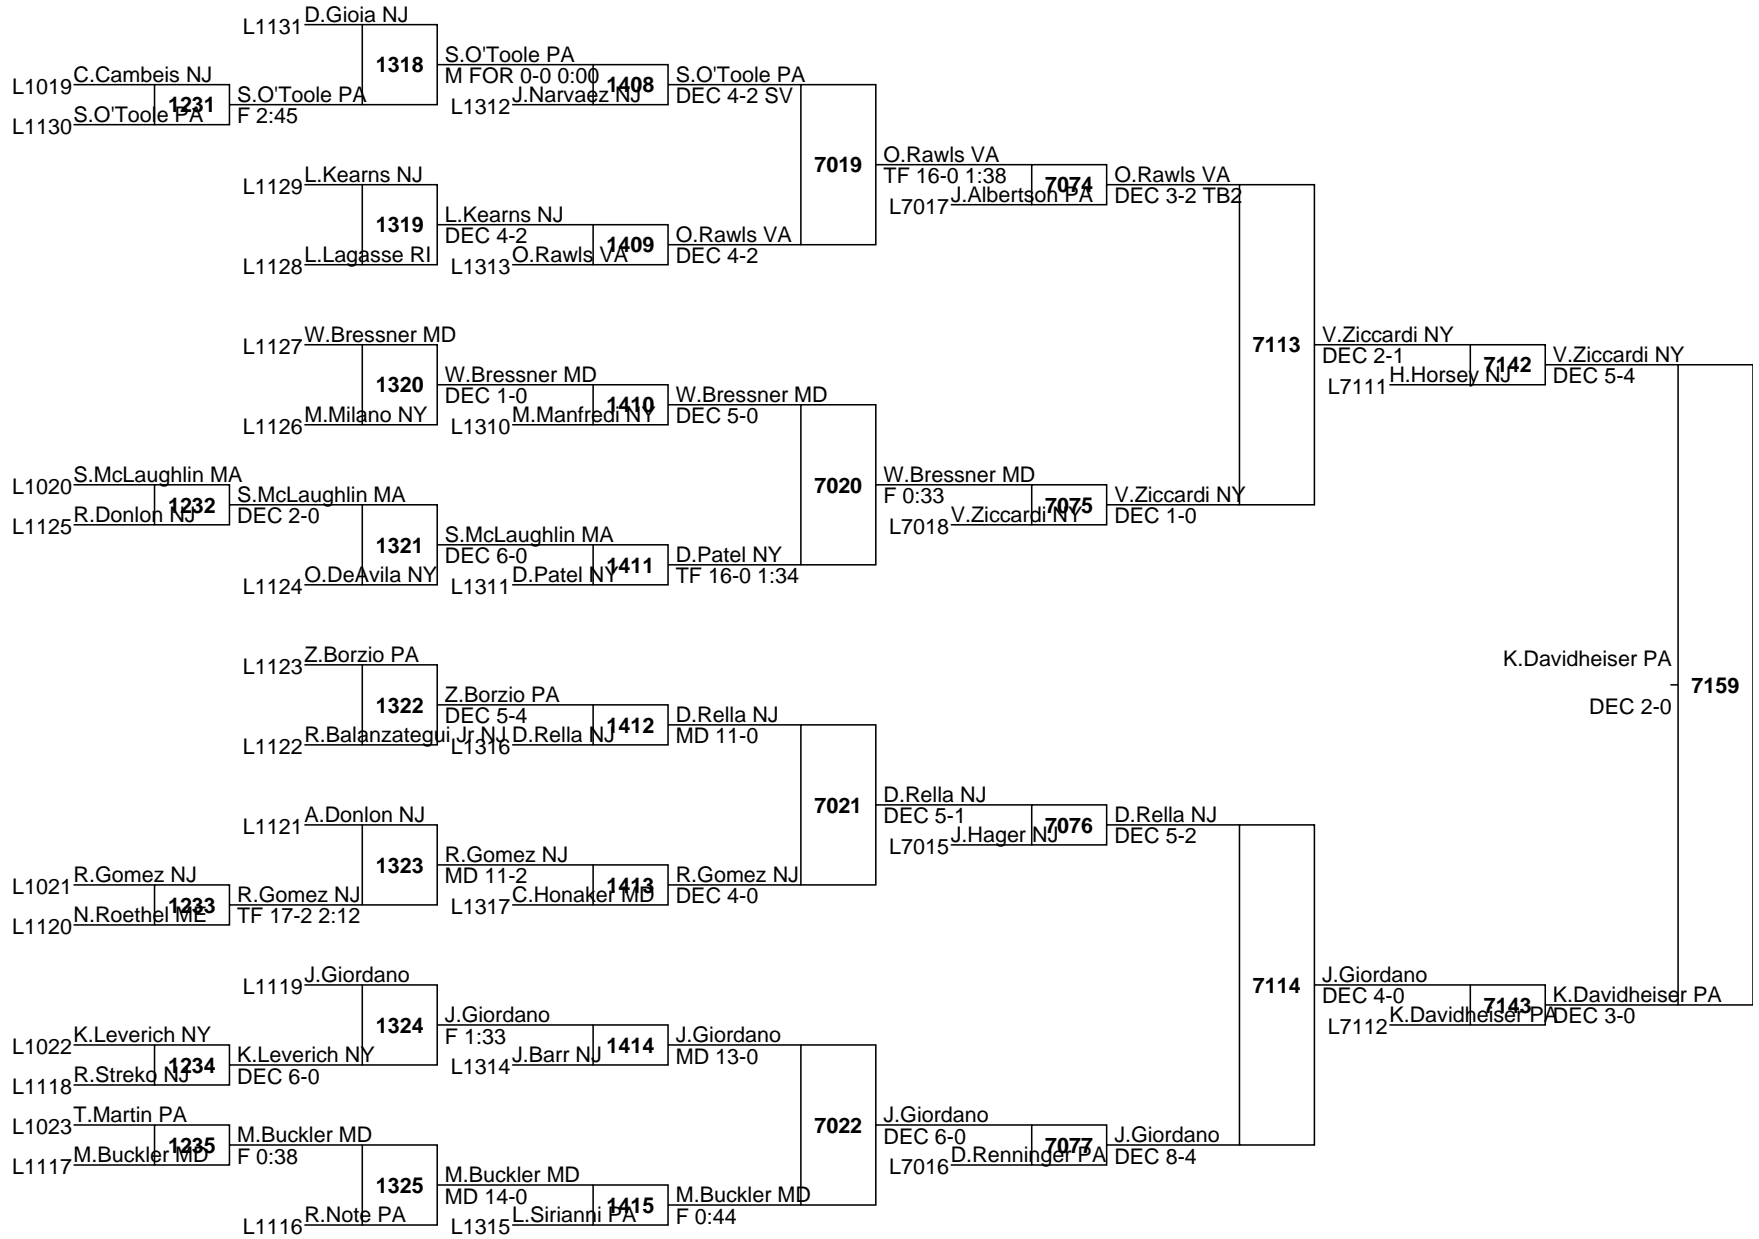 L1131 D.Gioia NJ
1318
S.O'Toole PA
M FOR 0-0 0:00
L1019 C.Cambeis NJ
1231
L1130 S.O'Toole PA
S.O'Toole PA
F 2:45
L1312 J.Narvaez NJ
1408
S.O'Toole PA
DEC 4-2 SV
7019
O.Rawls VA
TF 16-0 1:38
L7017 J.Albertson PA
7074
O.Rawls VA
DEC 3-2 TB2
L1129 L.Kearns NJ
1319
L1128 L.Lagasse RI
L.Kearns NJ
DEC 4-2
L1313 O.Rawls VA
1409
O.Rawls VA
DEC 4-2
L1127 W.Bressner MD
1320
L1126 M.Milano NY
W.Bressner MD
DEC 1-0
L1310 M.Manfredi NY
1410
W.Bressner MD
DEC 5-0
7113
V.Ziccardi NY
DEC 2-1
L7111 H.Horsey NJ
7142
V.Ziccardi NY
DEC 5-4
L1020 S.McLaughlin MA
1232
L1125 R.Donlon NJ
S.McLaughlin MA
DEC 2-0
1321
L1124 O.DeAvila NY
S.McLaughlin MA
DEC 6-0
L1311 D.Patel NY
1411
D.Patel NY
TF 16-0 1:34
7020
W.Bressner MD
F 0:33
L7018 V.Ziccardi NY
7075
V.Ziccardi NY
DEC 1-0
L1123 Z.Borzio PA
1322
L1122 R.Balanzategui Jr NJ
Z.Borzio PA
DEC 5-4
L1316 D.Rella NJ
1412
D.Rella NJ
MD 11-0
K.Davidheiser PA
7159
DEC 2-0
L1121 A.Donlon NJ
1323
R.Gomez NJ
MD 11-2
L1021 R.Gomez NJ
1233
L1120 N.Roethel ME
R.Gomez NJ
TF 17-2 2:12
L1317 C.Honaker MD
1413
R.Gomez NJ
DEC 4-0
7021
D.Rella NJ
DEC 5-1
L7015 J.Hager NJ
7076
D.Rella NJ
DEC 5-2
L1119 J.Giordano
1324
L1022 K.Leverich NY
1234
L1118 R.Streko NJ
K.Leverich NY
DEC 6-0
J.Giordano
F 1:33
L1314 J.Barr NJ
1414
J.Giordano
MD 13-0
7114
J.Giordano
DEC 4-0
L7112 K.Davidheiser PA
7143
K.Davidheiser PA
DEC 3-0
L1023 T.Martin PA
1235
L1117 M.Buckler MD
M.Buckler MD
F 0:38
1325
L1116 R.Note PA
M.Buckler MD
MD 14-0
L1315 L.Sirianni PA
1415
M.Buckler MD
F 0:44
7022
J.Giordano
DEC 6-0
L7016 D.Renninger PA
7077
J.Giordano
DEC 8-4